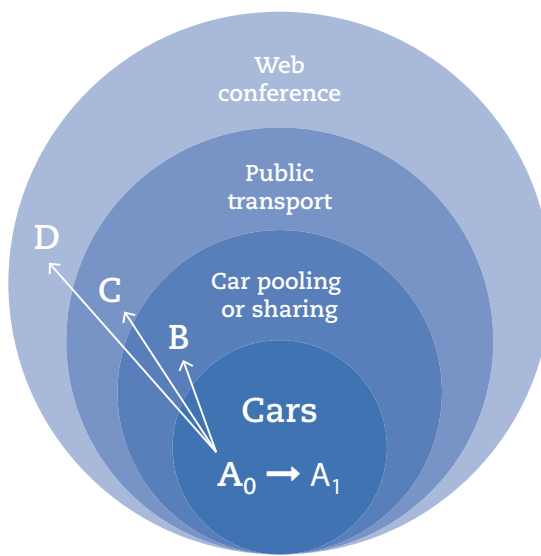 Web
conference
Public
transport
D
Car pooling
or sharing
C
B
Cars
A₀ → A₁